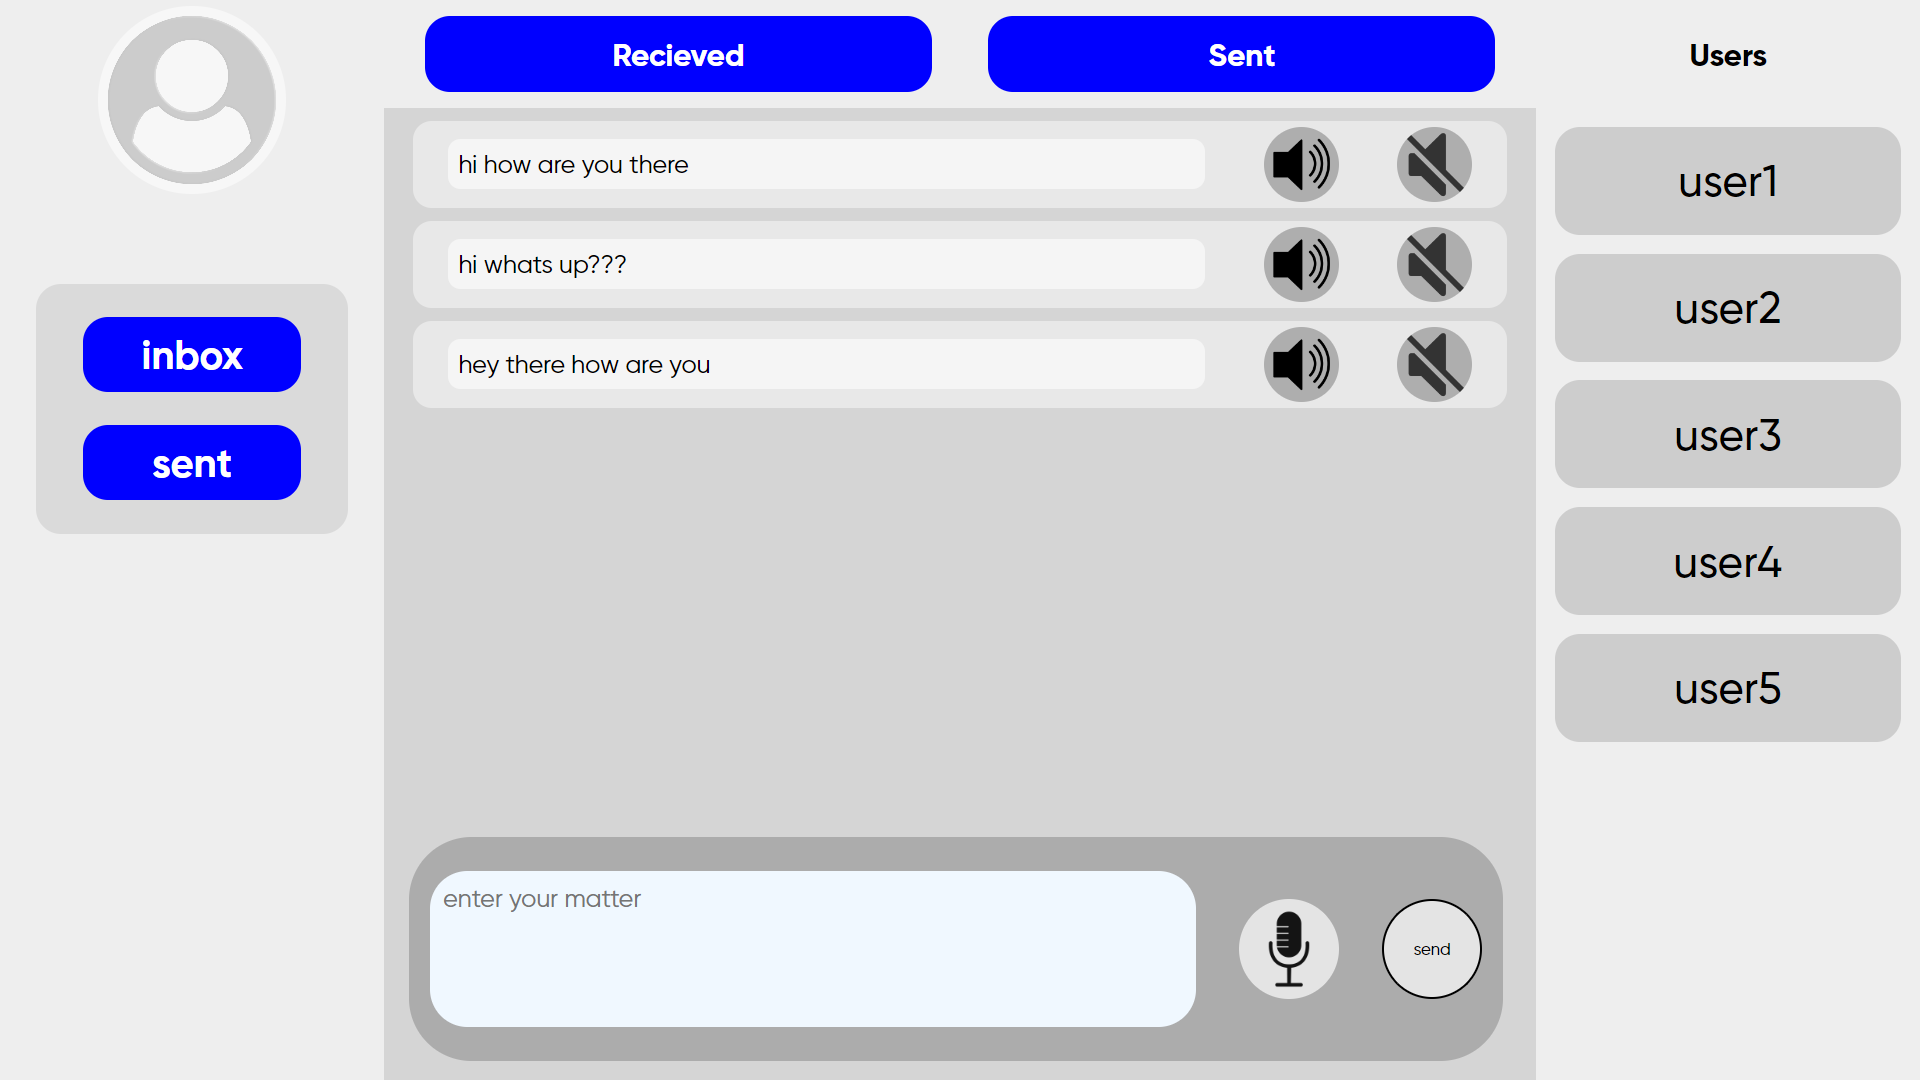 Recieved
Sent
Users
inbox
sent
hi how are you there
hi whats up???
hey there how are you
user1
user2
user3
user4
user5
enter your matter
send